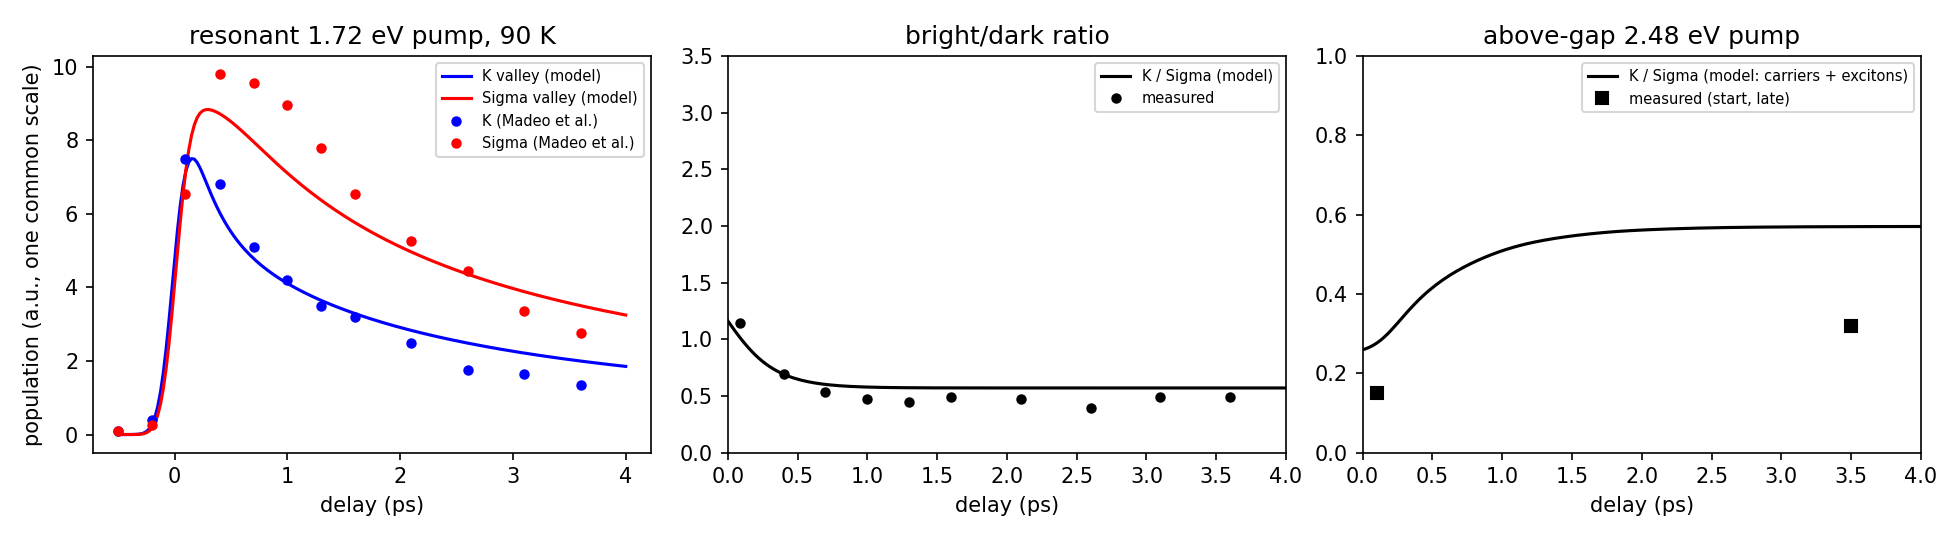 resonant 1.72 eV pump, 90 K
population (a.u., one common scale)
10
8
6
4
2
0
K valley (model)
Sigma valley (model)
K (Madeo et al.)
Sigma (Madeo et al.)
0 1 2 3 4
delay (ps)
bright/dark ratio
3.5
3.0
2.5
2.0
1.5
1.0
0.5
0.0
K / Sigma (model)
measured
0.0 0.5 1.0 1.5 2.0 2.5 3.0 3.5 4.0
delay (ps)
above-gap 2.48 eV pump
1.0
0.8
0.6
0.4
0.2
0.0
K / Sigma (model: carriers + excitons)
measured (start, late)
0.0 0.5 1.0 1.5 2.0 2.5 3.0 3.5 4.0
delay (ps)